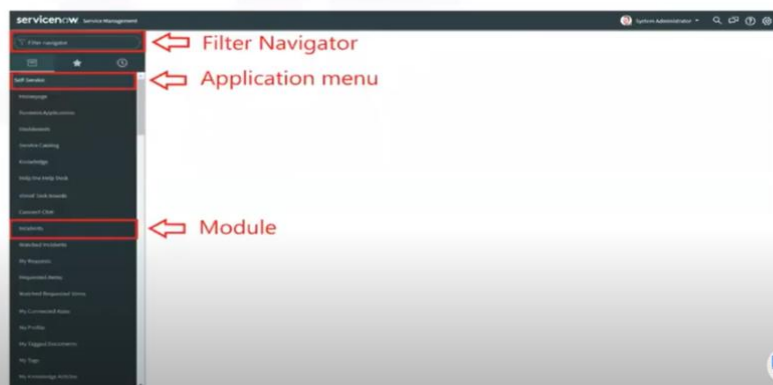 servicenow Service Management
System Administrator
Filter navigator
Filter Navigator
Self-Service
Application menu
Homepage
Business Applications
Dashboards
Service Catalog
Knowledge
Help the Help Desk
Visual Task Boards
Connect Chat
Incidents
Module
Watched Incidents
My Requests
Requested Items
Watched Requested Items
My Connected Apps
My Profile
My Tagged Documents
My Tags
My Knowledge Articles